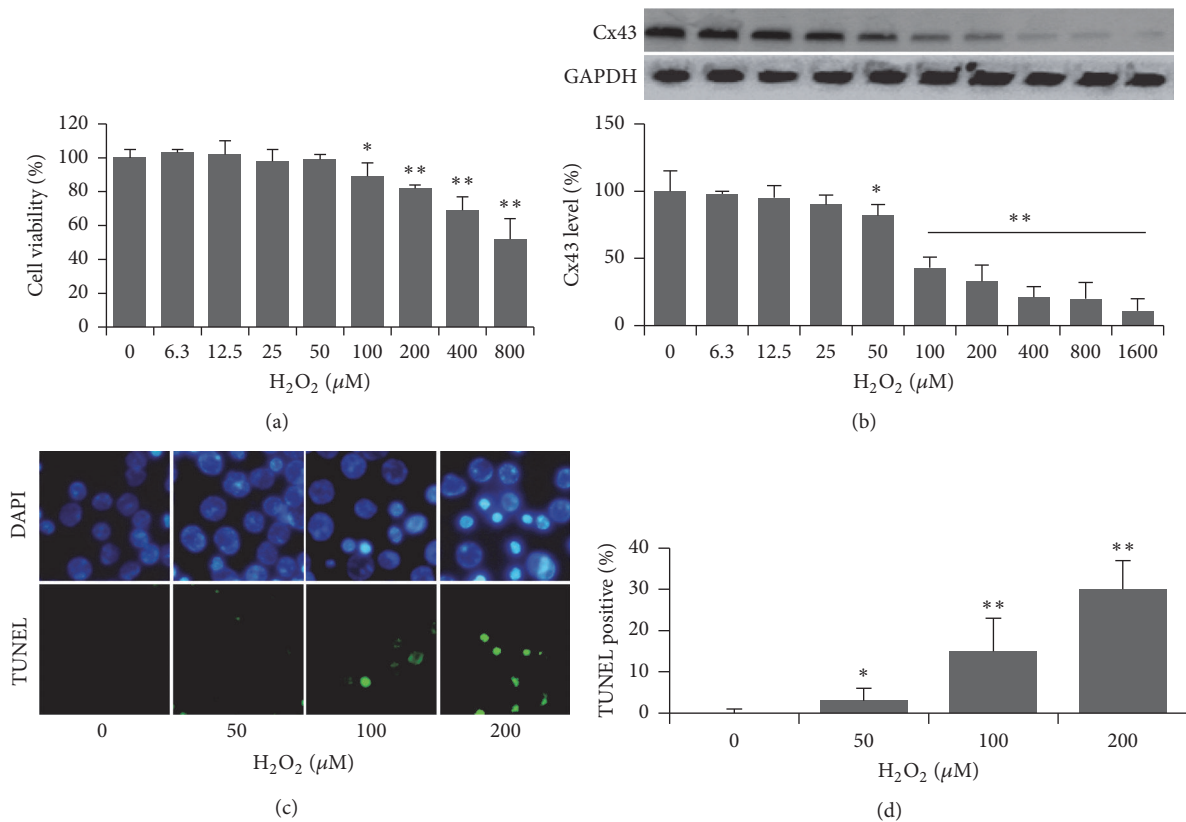 120
100
80
60
40
20
0
Cell viability (%)
*
**
**
**
0 6.3 12.5 25 50 100 200 400 800
H₂O₂ (μM)
(a)
Cx43
GAPDH
150
100
50
0
Cx43 level (%)
*
**
0 6.3 12.5 25 50 100 200 400 800 1600
H₂O₂ (μM)
(b)
DAPI
TUNEL
0 50 100 200
H₂O₂ (μM)
(c)
40
30
20
10
0
TUNEL positive (%)
*
**
**
0 50 100 200
H₂O₂ (μM)
(d)